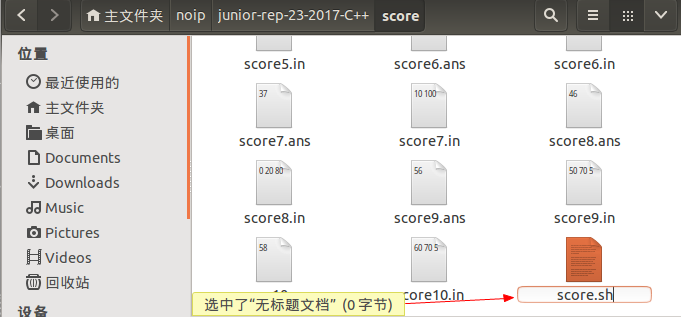 主文件夹 noip junior-rep-23-2017-C++ score
位置
最近使用的
主文件夹
桌面
Documents
Downloads
Music
Pictures
Videos
回收站
设备
score5.in score6.ans score6.in
37 10 100 46
score7.ans score7.in score8.ans
0 20 80 56 50 70 5
score8.in score9.ans score9.in
58 60 70 5
score10.in score.sh
选中了“无标题文档” (0 字节)